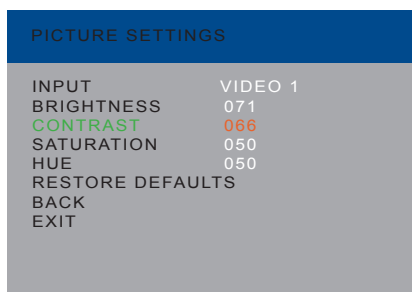 PICTURE SETTINGS
INPUT VIDEO 1
BRIGHTNESS 071
CONTRAST 066
SATURATION 050
HUE 050
RESTORE DEFAULTS
BACK
EXIT